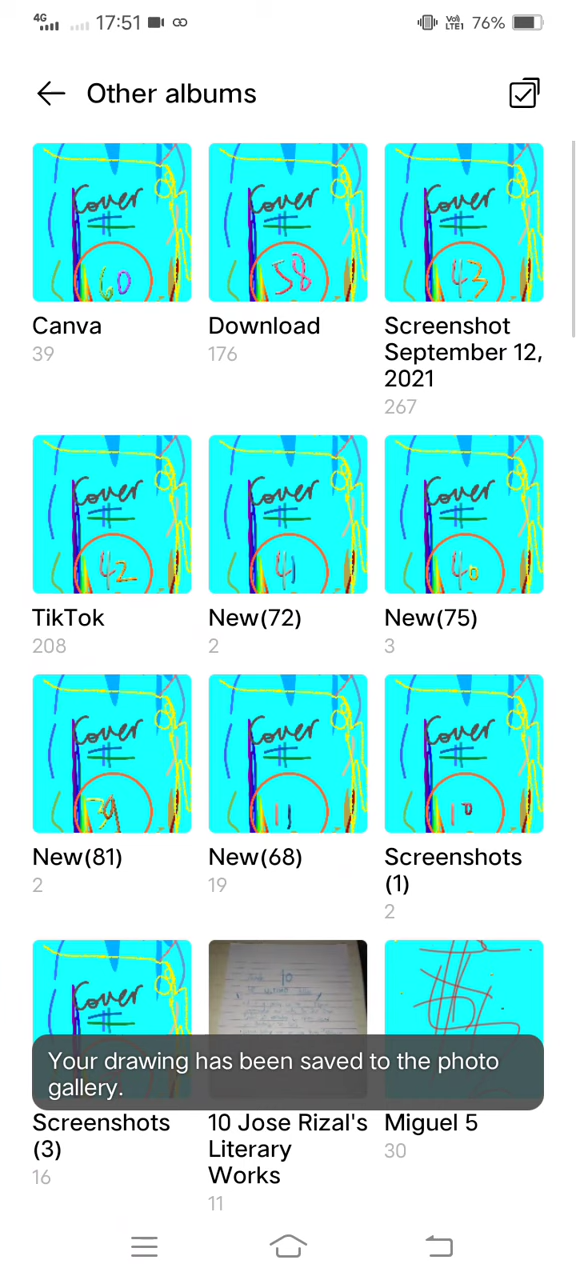 4G 17:51 VoLTE1 76%
Other albums
Cover # 60
Cover # 58
Cover # 43
Canva
39
Download
176
Screenshot
September 12,
2021
267
Cover # 42
Cover # 41
Cover # 40
TikTok
208
New(72)
2
New(75)
3
Cover # 39
Cover # 11
Cover # 10
New(81)
2
New(68)
19
Screenshots
(1)
2
Cover #
10
Your drawing has been saved to the photo
gallery.
Screenshots
(3)
16
10 Jose Rizal's
Literary
Works
11
Miguel 5
30